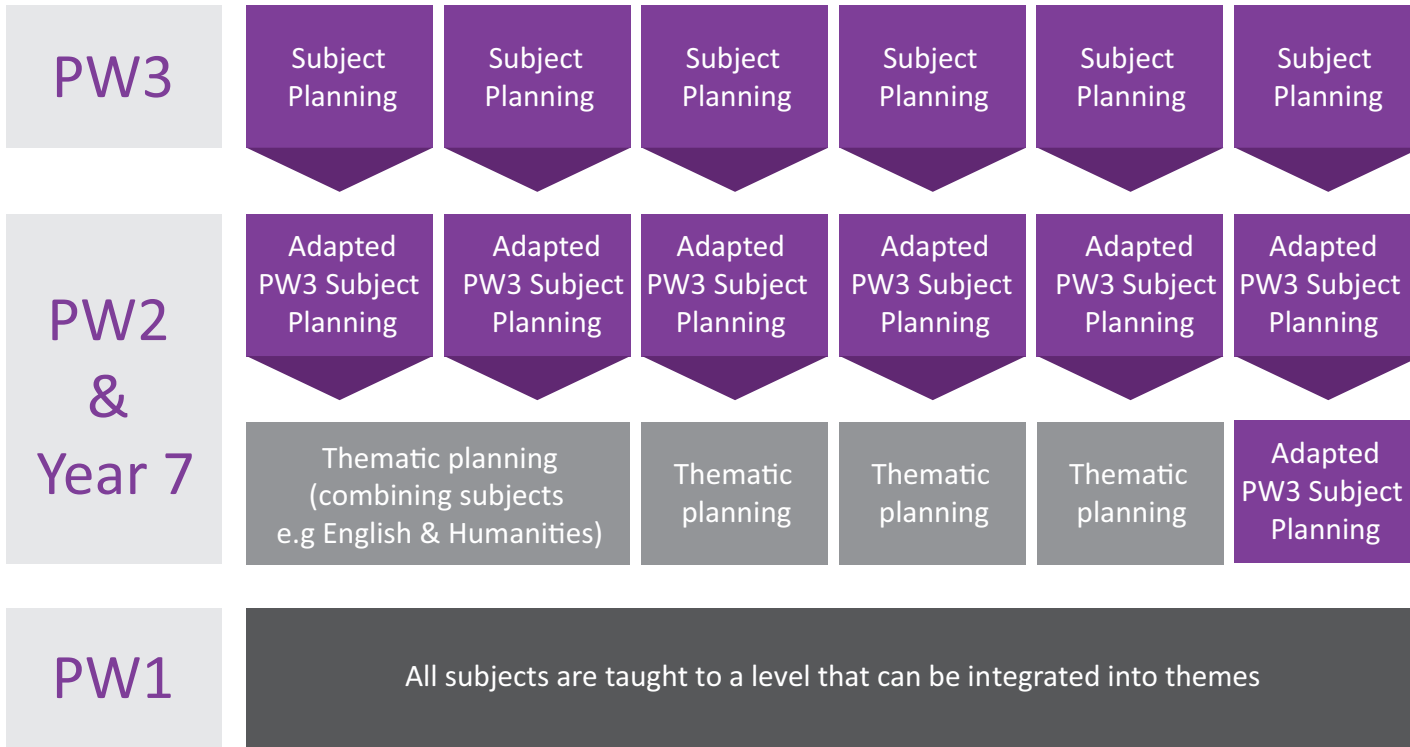 PW3
Subject
Planning
Subject
Planning
Subject
Planning
Subject
Planning
Subject
Planning
Subject
Planning
PW2
&
Year 7
Adapted
PW3 Subject
Planning
Adapted
PW3 Subject
Planning
Adapted
PW3 Subject
Planning
Adapted
PW3 Subject
Planning
Adapted
PW3 Subject
Planning
Adapted
PW3 Subject
Planning
Thematic planning
(combining subjects
e.g English & Humanities)
Thematic
planning
Thematic
planning
Thematic
planning
Adapted
PW3 Subject
Planning
PW1
All subjects are taught to a level that can be integrated into themes